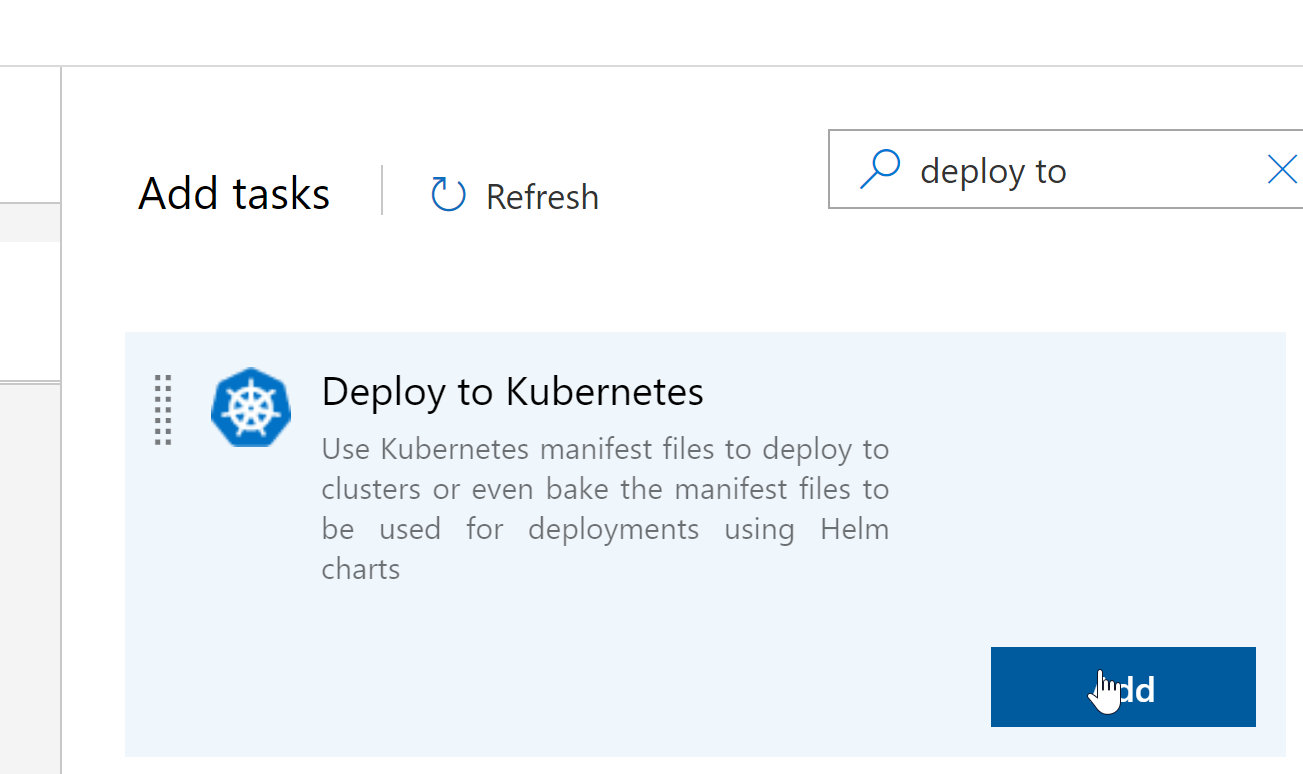 Add tasks
Refresh
deploy to
Deploy to Kubernetes
Use Kubernetes manifest files to deploy to
clusters or even bake the manifest files to
be used for deployments using Helm
charts
Add